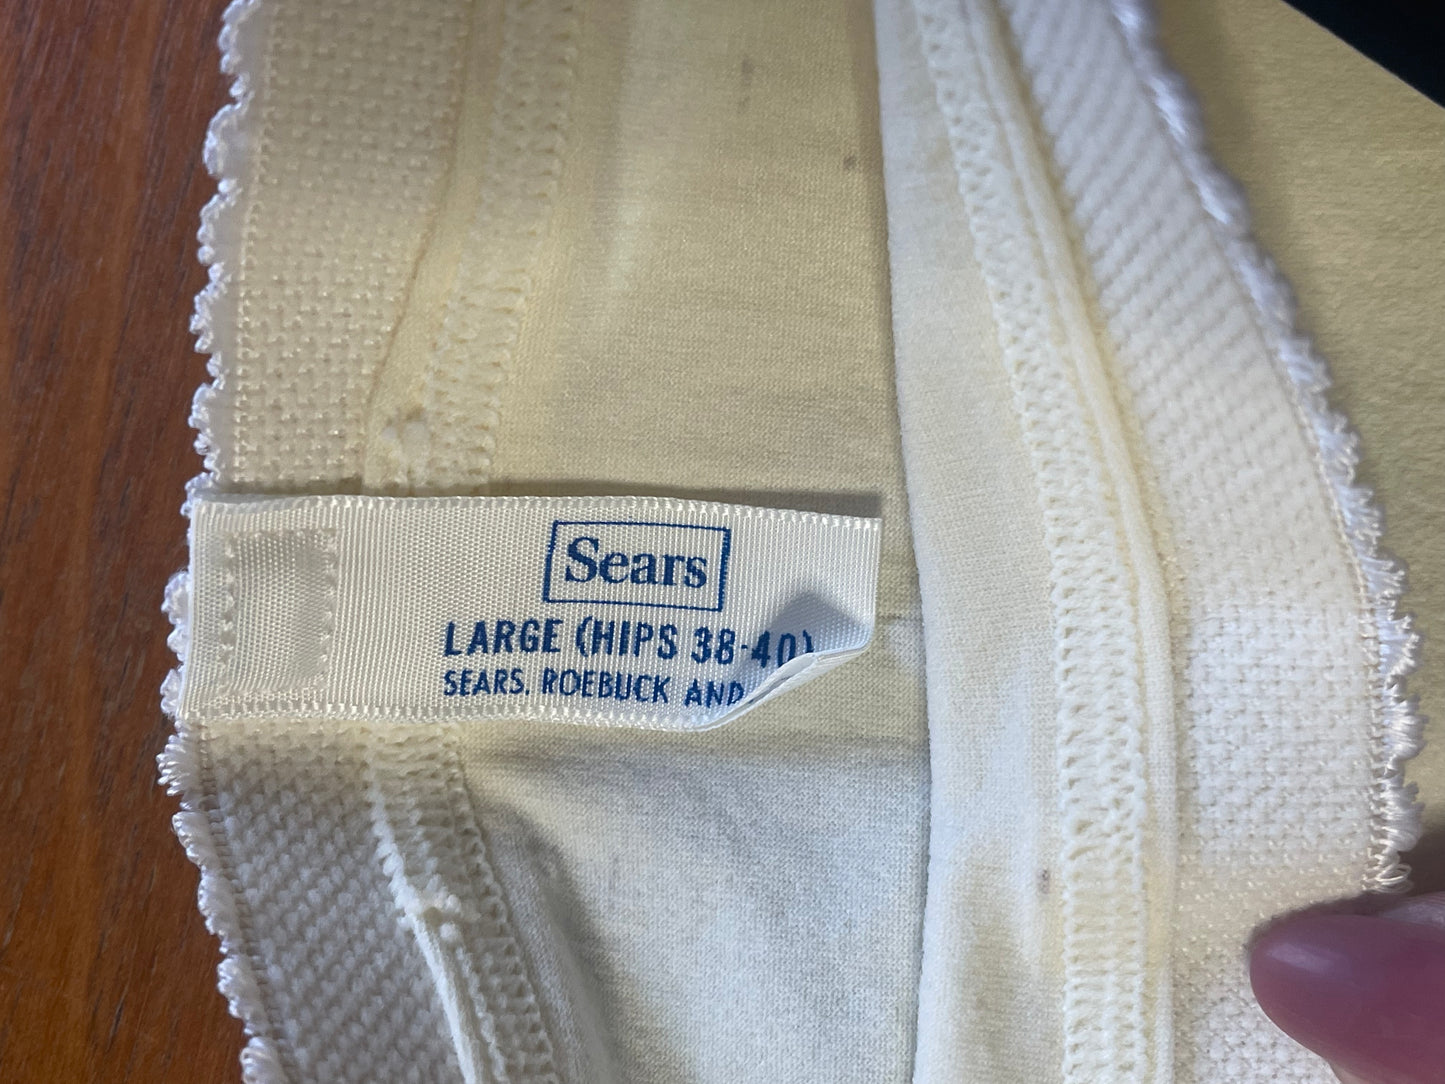 Sears
LARGE (HIPS 38-40)
SEARS, ROEBUCK AND